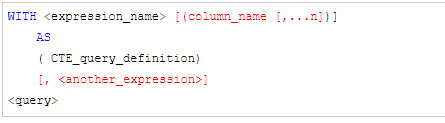 WITH <expression_name> [(column_name [,...n])]
AS
( CTE_query_definition)
[, <another_expression>]
<query>